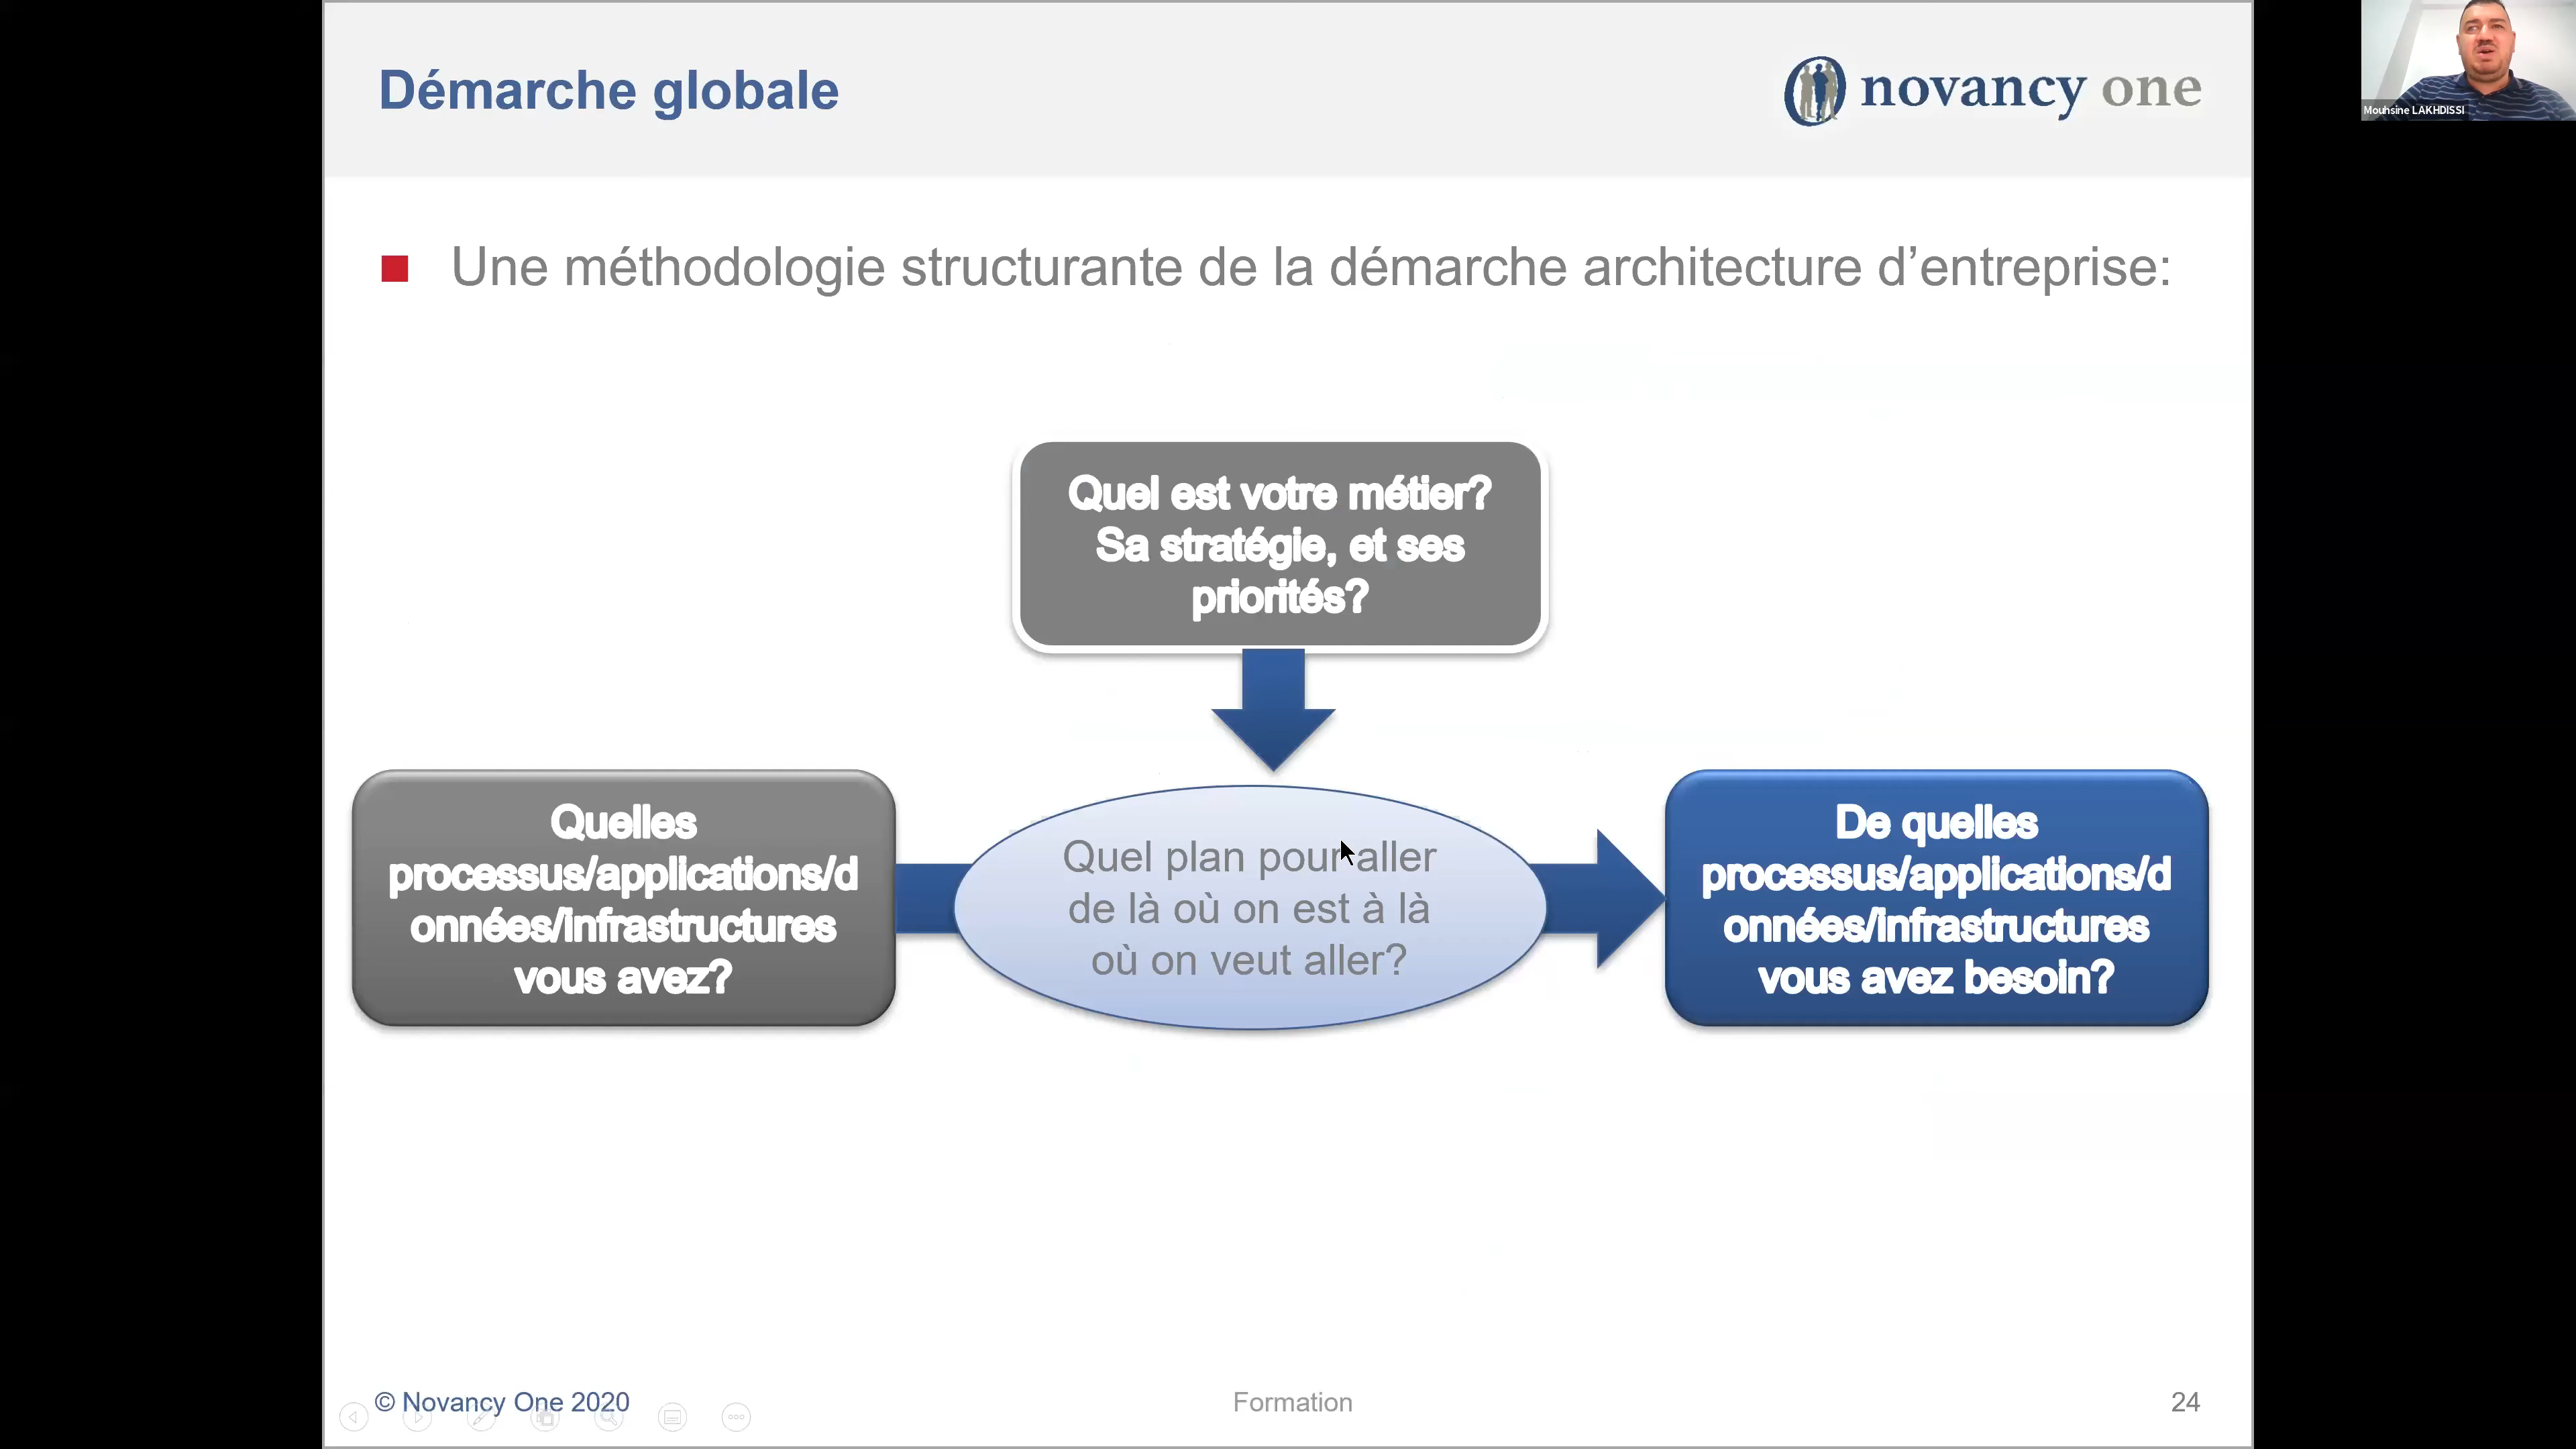 Démarche globale
novancy one
Mouhsine LAKHDISSI
Une méthodologie structurante de la démarche architecture d’entreprise:
Quel est votre métier?
Sa stratégie, et ses
priorités?
Quelles
processus/applications/d
onnées/infrastructures
vous avez?
Quel plan pour aller
de là où on est à là
où on veut aller?
De quelles
processus/applications/d
onnées/infrastructures
vous avez besoin?
© Novancy One 2020
Formation
24